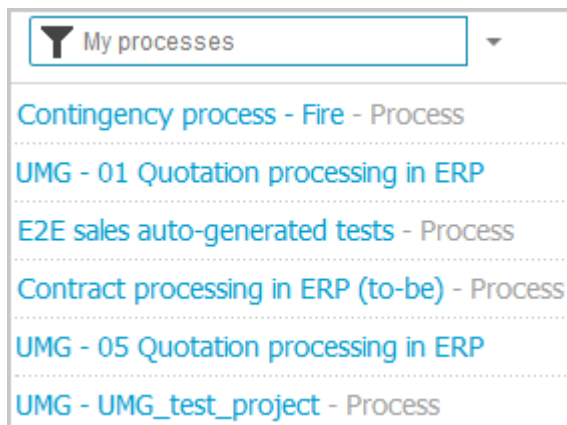 My processes
Contingency process - Fire - Process
UMG - 01 Quotation processing in ERP
E2E sales auto-generated tests - Process
Contract processing in ERP (to-be) - Process
UMG - 05 Quotation processing in ERP
UMG - UMG_test_project - Process